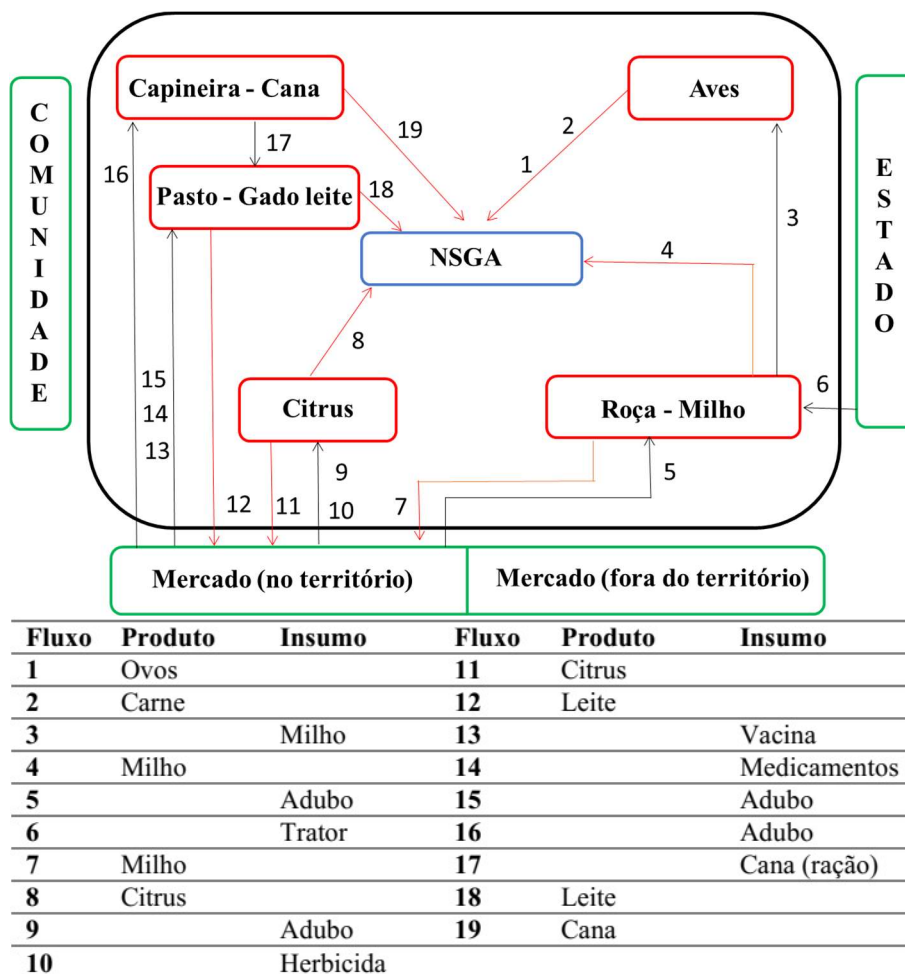 COMUNIDADE
Capineira - Cana
Aves
ESTADO
19
2
17
16
1
Pasto - Gado leite
18
3
NSGA
4
8
15
Citrus
Roça - Milho
6
14
13
9
5
12
11
10
7
Mercado (no território)
Mercado (fora do território)
Fluxo Produto Insumo Fluxo Produto Insumo
1 Ovos 11 Citrus
2 Carne 12 Leite
3 Milho 13 Vacina
4 Milho 14 Medicamentos
5 Adubo 15 Adubo
6 Trator 16 Adubo
7 Milho 17 Cana (ração)
8 Citrus 18 Leite
9 Adubo 19 Cana
10 Herbicida